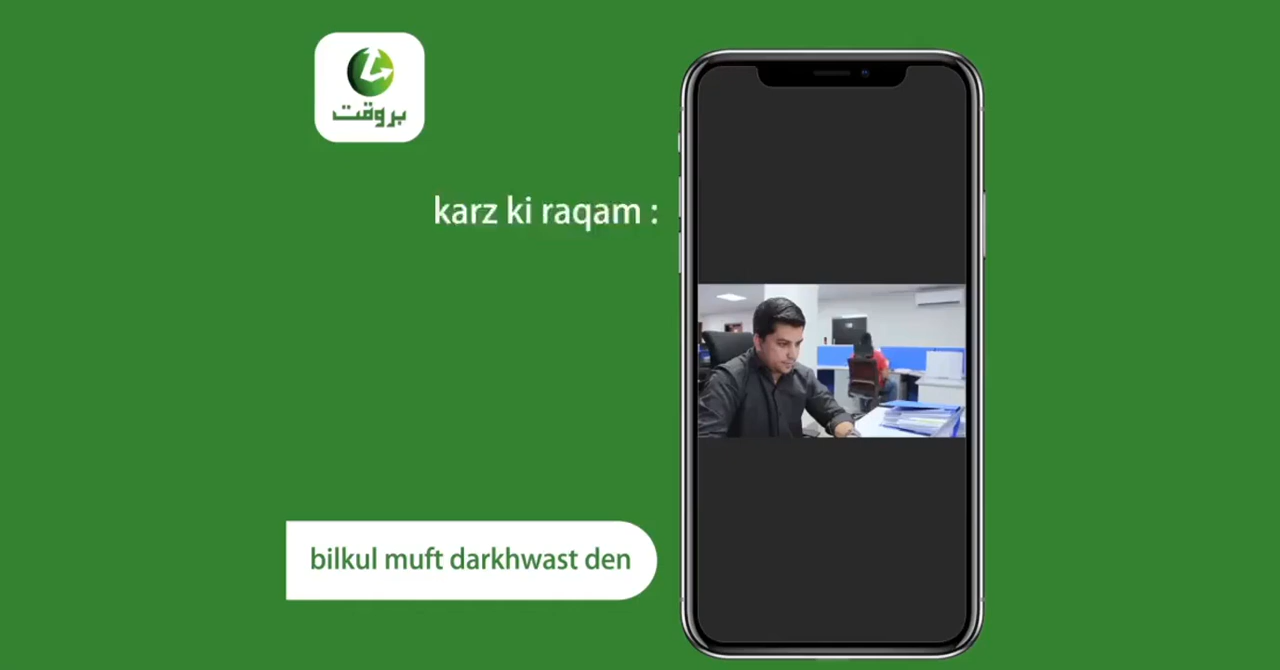 بروقت
karz ki raqam :
bilkul muft darkhwast den